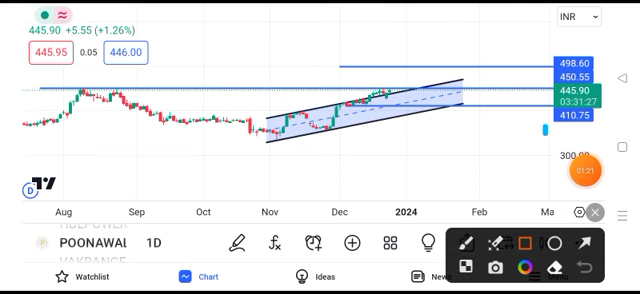 INR
445.90 +5.55 (+1.26%)
445.95 0.05 446.00
498.60
450.55
445.90
03:31:27
410.75
300.00
01:21
D
Aug Sep Oct Nov Dec 2024 Feb Ma
POONAWAL 1D
Watchlist Chart Ideas News Menu